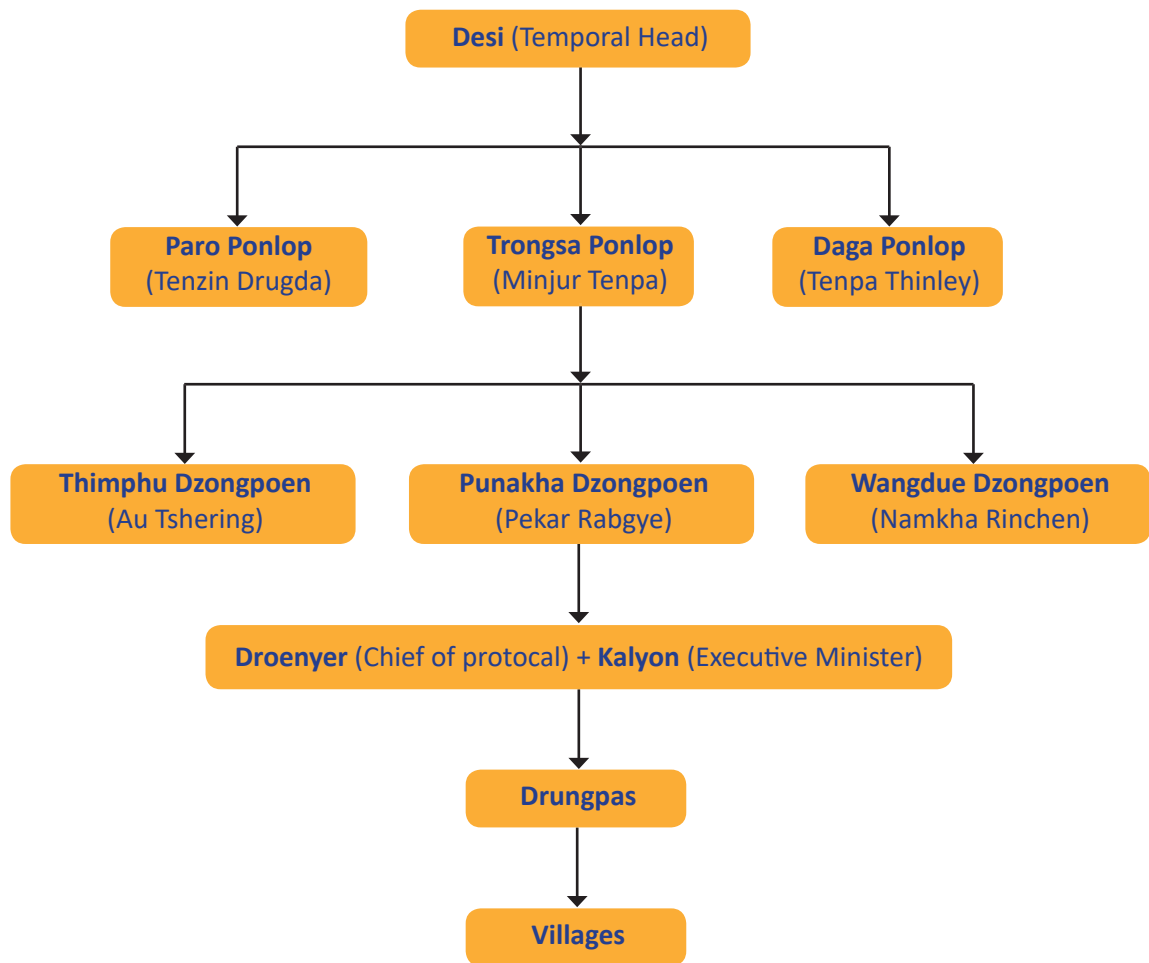 Desi (Temporal Head)
Paro Ponlop
(Tenzin Drugda)
Trongsa Ponlop
(Minjur Tenpa)
Daga Ponlop
(Tenpa Thinley)
Thimphu Dzongpoen
(Au Tshering)
Punakha Dzongpoen
(Pekar Rabgye)
Wangdue Dzongpoen
(Namkha Rinchen)
Droenyer (Chief of protocal) + Kalyon (Executive Minister)
Drungpas
Villages